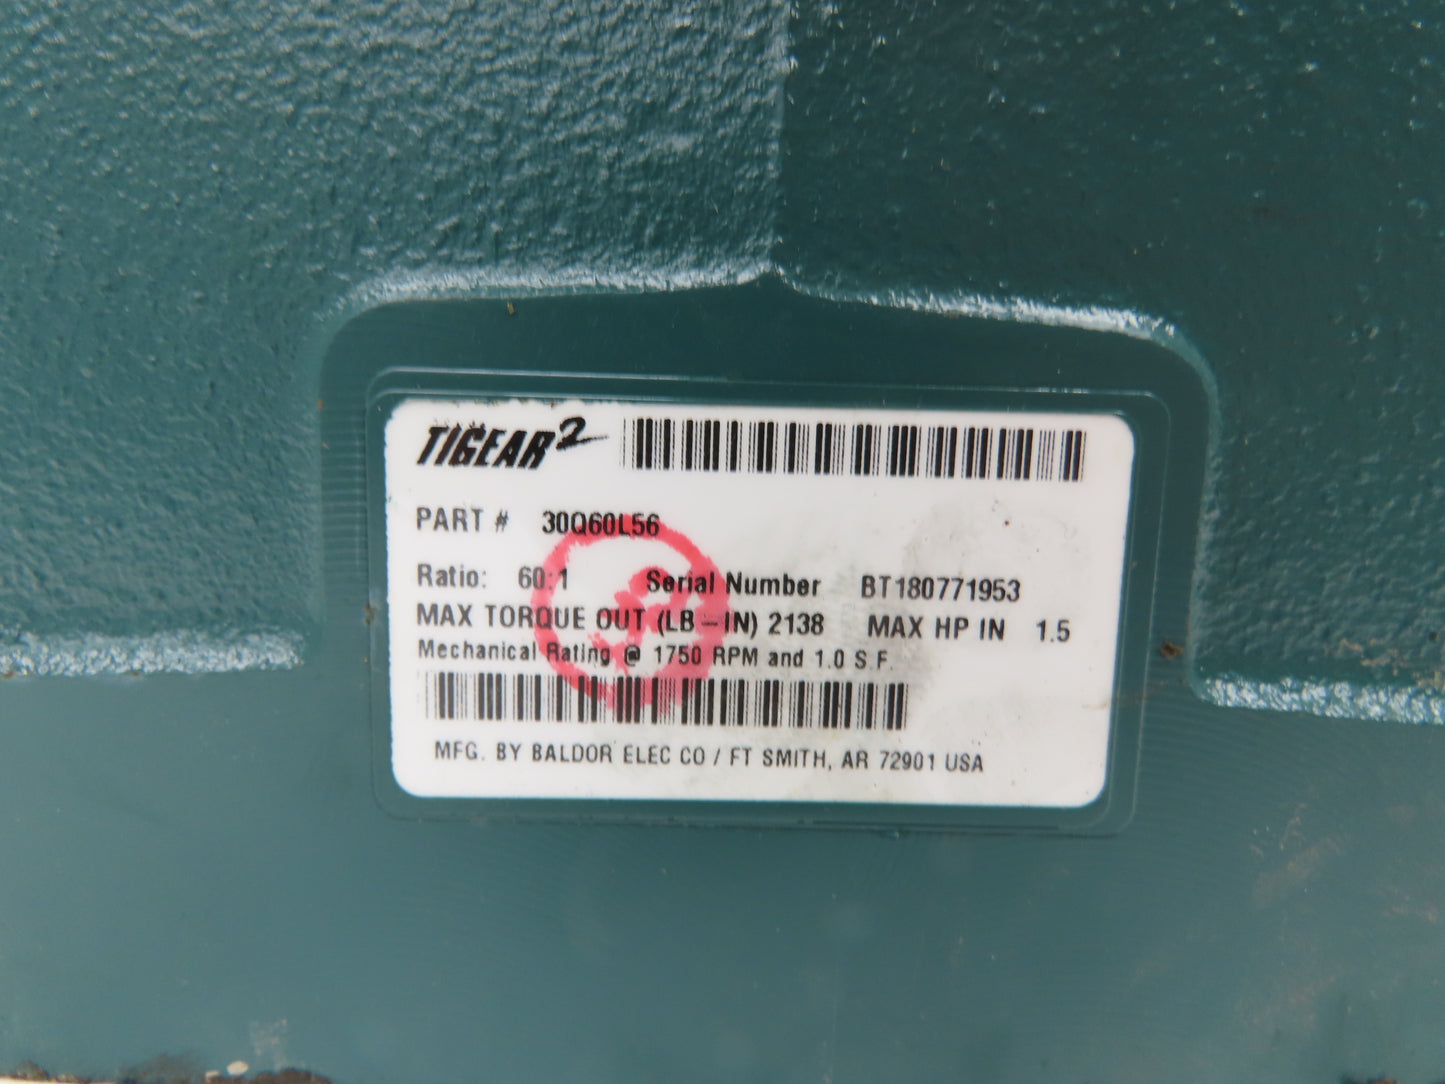 TIGEAR2
PART # 30Q60L56
Ratio: 60:1 Serial Number BT180771953
MAX TORQUE OUT (LB-IN) 2138 MAX HP IN 1.5
Mechanical Rating @ 1750 RPM and 1.0 S.F.
MFG. BY BALDOR ELEC CO / FT SMITH, AR 72901 USA